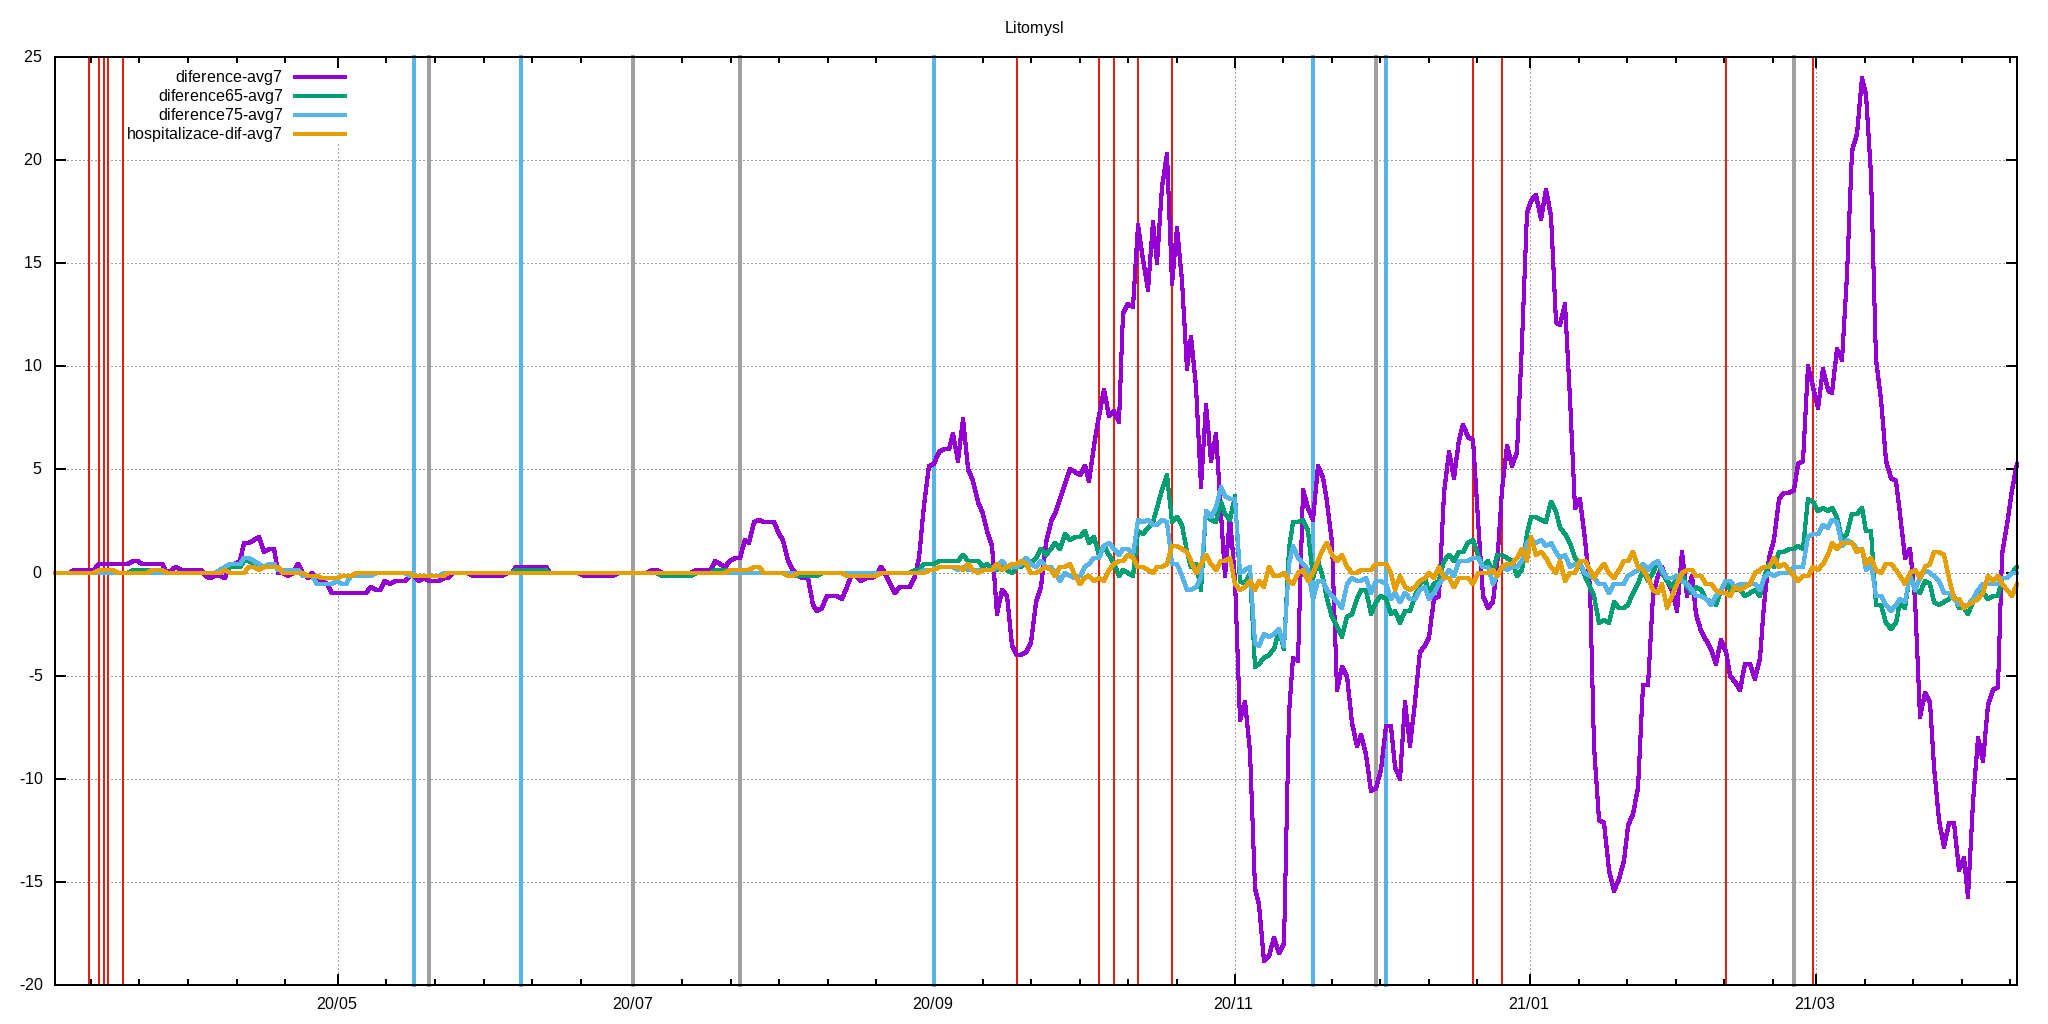 Litomysl
25
20
15
10
5
0
-5
-10
-15
-20
diference-avg7
diference65-avg7
diference75-avg7
hospitalizace-dif-avg7
20/05 20/07 20/09 20/11 21/01 21/03